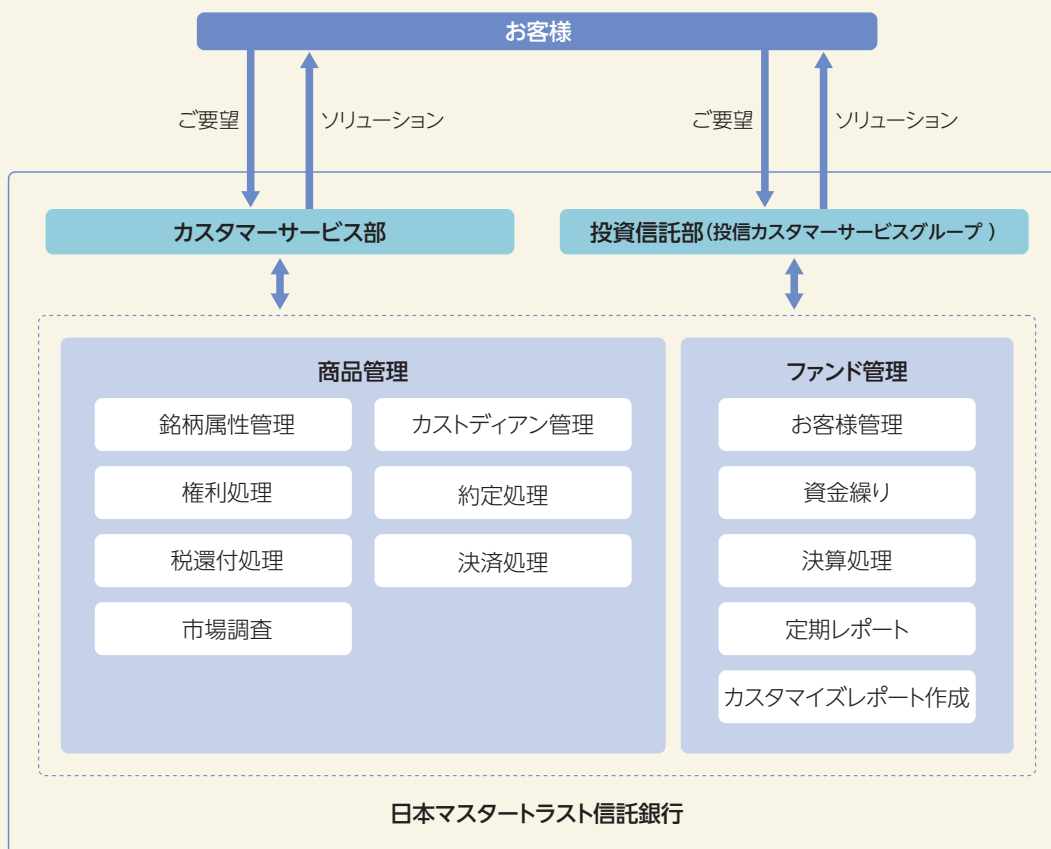 お客様
ご要望
ソリューション
ご要望
ソリューション
カスタマーサービス部
投資信託部(投信カスタマーサービスグループ )
商品管理
銘柄属性管理
カストディアン管理
権利処理
約定処理
税還付処理
決済処理
市場調査
ファンド管理
お客様管理
資金繰り
決算処理
定期レポート
カスタマイズレポート作成
日本マスタートラスト信託銀行